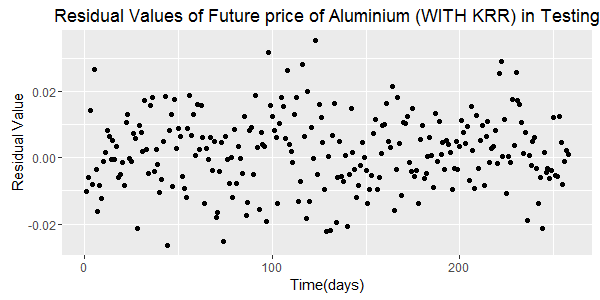 Residual Values of Future price of Aluminium (WITH KRR) in Testing
Residual Value
0.02
0.00
-0.02
0
100
200
Time(days)